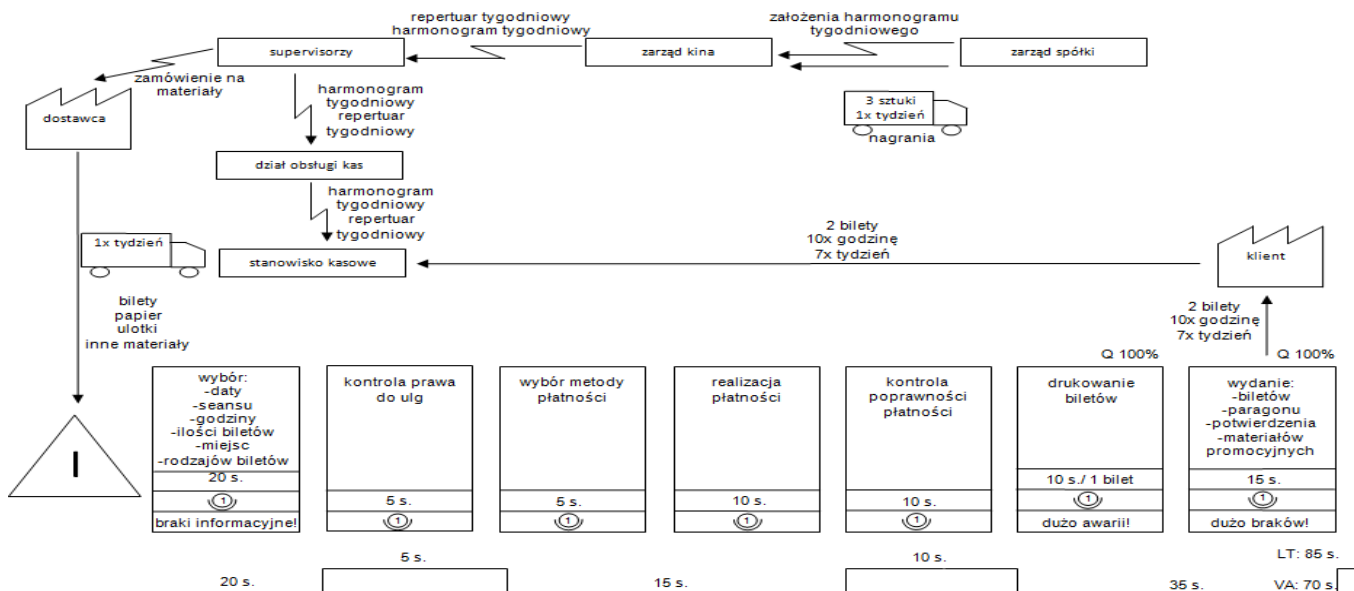 repertuar tygodniowy
harmonogram tygodniowy
założenia harmonogramu
tygodniowego
supervisorzy
zarząd kina
zarząd spółki
zamówienie na
materiały
dostawca
harmonogram
tygodniowy
repertuar
tygodniowy
3 sztuki
1x tydzień
nagrania
dział obsługi kas
harmonogram
tygodniowy
repertuar
tygodniowy
1x tydzień
stanowisko kasowe
2 bilety
10x godzinę
7x tydzień
klient
bilety
papier
ulotki
inne materiały
2 bilety
10x godzinę
7x tydzień
Q 100%
Q 100%
I
wybór:
-daty
-seansu
-godziny
-ilości biletów
-miejsc
-rodzajów biletów
20 s.
1
braki informacyjne!
kontrola prawa
do ulg
5 s.
1
wybór metody
płatności
5 s.
1
realizacja
płatności
10 s.
1
kontrola
poprawności
płatności
10 s.
1
drukowanie
biletów
10 s./ 1 bilet
1
dużo awarii!
wydanie:
-biletów
-paragonu
-potwierdzenia
-materiałów
promocyjnych
15 s.
1
dużo braków!
20 s.
5 s.
15 s.
10 s.
35 s.
LT: 85 s.
VA: 70 s.